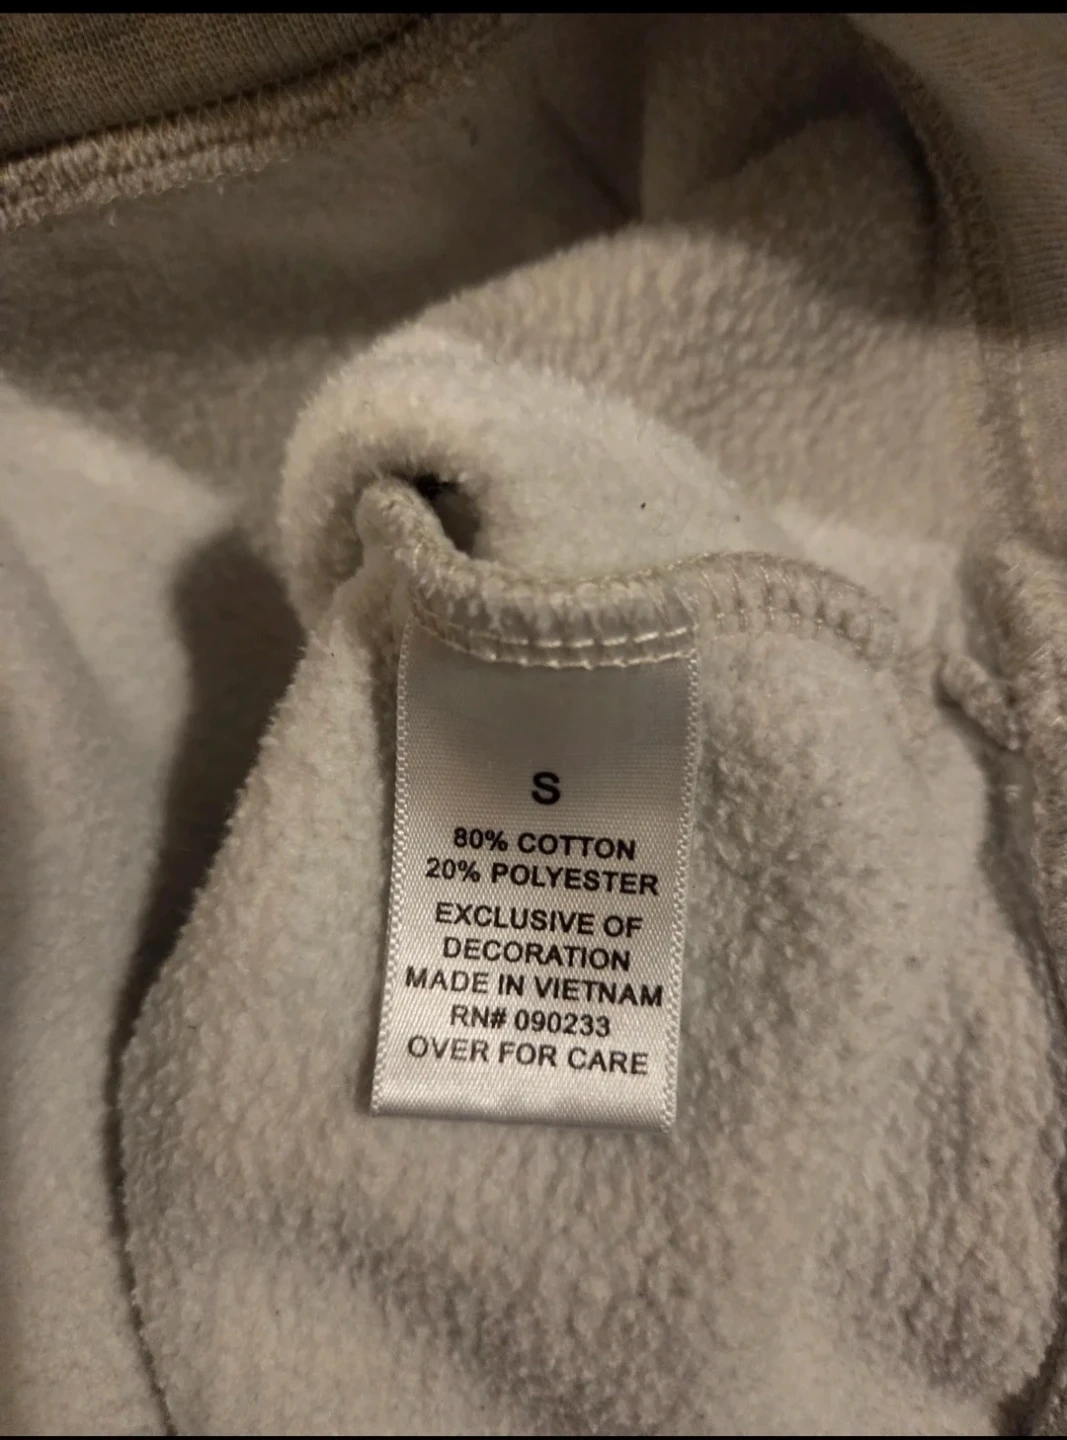 S
80% COTTON
20% POLYESTER
EXCLUSIVE OF
DECORATION
MADE IN VIETNAM
RN# 090233
OVER FOR CARE